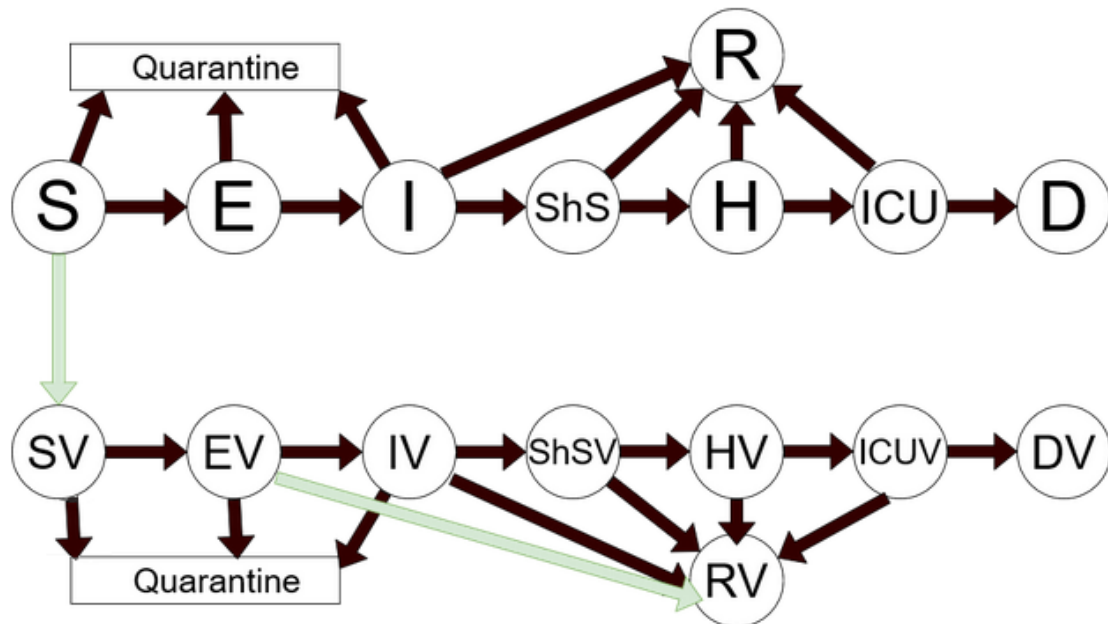 R
Quarantine
S
E
I
ShS
H
ICU
D
SV
EV
IV
ShSV
HV
ICUV
DV
Quarantine
RV